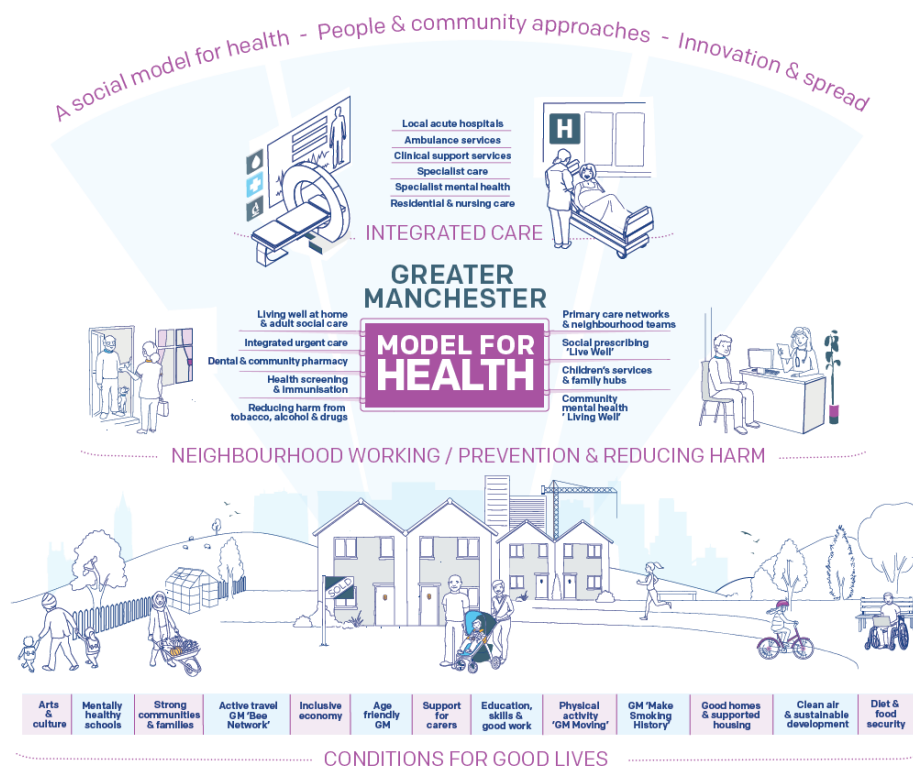 A social model for health - People & community approaches - Innovation & spread
Local acute hospitals
Ambulance services
Clinical support services
Specialist care
Specialist mental health
Residential & nursing care
H
INTEGRATED CARE
GREATER
MANCHESTER
MODEL FOR
HEALTH
Living well at home
& adult social care
Integrated urgent care
Dental & community pharmacy
Health screening
& immunisation
Reducing harm from
tobacco, alcohol & drugs
Primary care networks
& neighbourhood teams
Social prescribing
'Live Well'
Children's services
& family hubs
Community
mental health
' Living Well'
NEIGHBOURHOOD WORKING / PREVENTION & REDUCING HARM
SOLD
Arts
&
culture
Mentally
healthy
schools
Strong
communities
& families
Active travel
GM 'Bee
Network'
Inclusive
economy
Age
friendly
GM
Support
for
carers
Education,
skills &
good work
Physical
activity
'GM Moving'
GM 'Make
Smoking
History'
Good homes
& supported
housing
Clean air
& sustainable
development
Diet &
food
security
CONDITIONS FOR GOOD LIVES